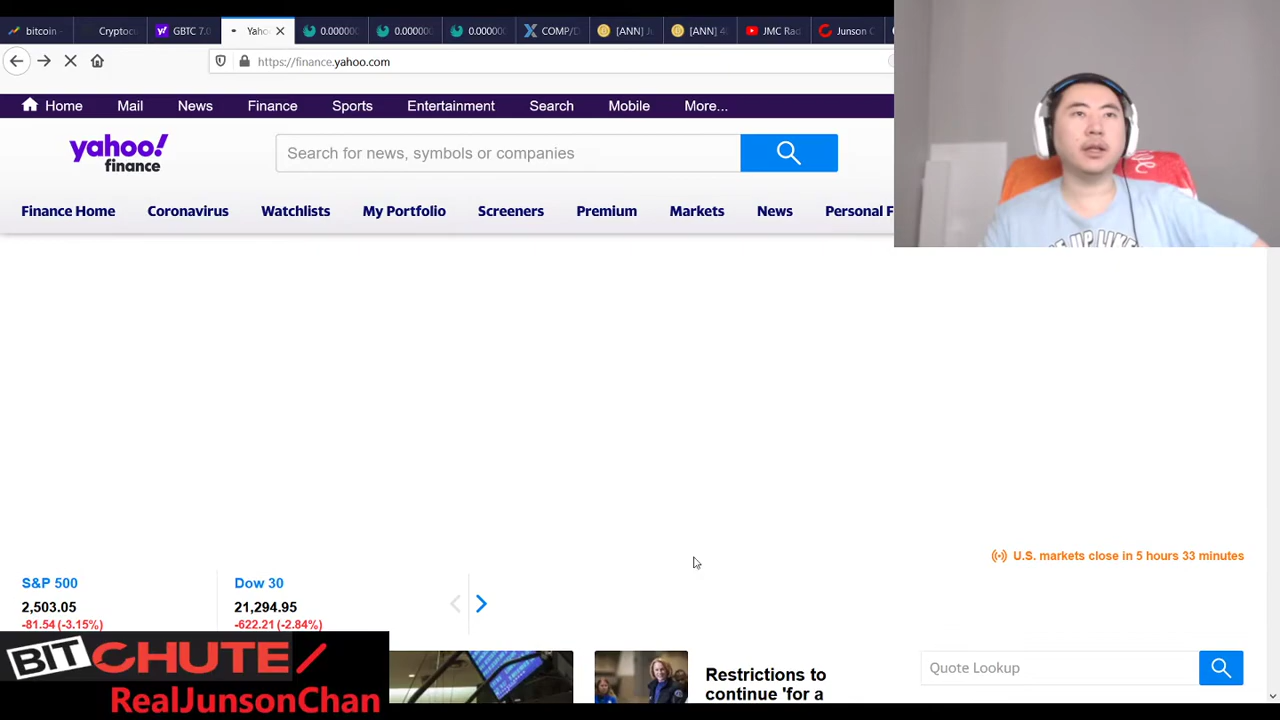 bitcoin
Cryptocu
GBTC 7.0
Yaho
0.000000
0.00000
0.00000
COMP/D
[ANN] Ju
[ANN] 4
JMC Rad
Junson C
https://finance.yahoo.com
Home
Mail
News
Finance
Sports
Entertainment
Search
Mobile
More...
yahoo!
finance
Search for news, symbols or companies
Finance Home
Coronavirus
Watchlists
My Portfolio
Screeners
Premium
Markets
News
Personal F
U.S. markets close in 5 hours 33 minutes
S&P 500
2,503.05
-81.54 (-3.15%)
Dow 30
21,294.95
-622.21 (-2.84%)
Restrictions to
continue 'for a
Quote Lookup
BITCHUTE/
RealJunsonChan